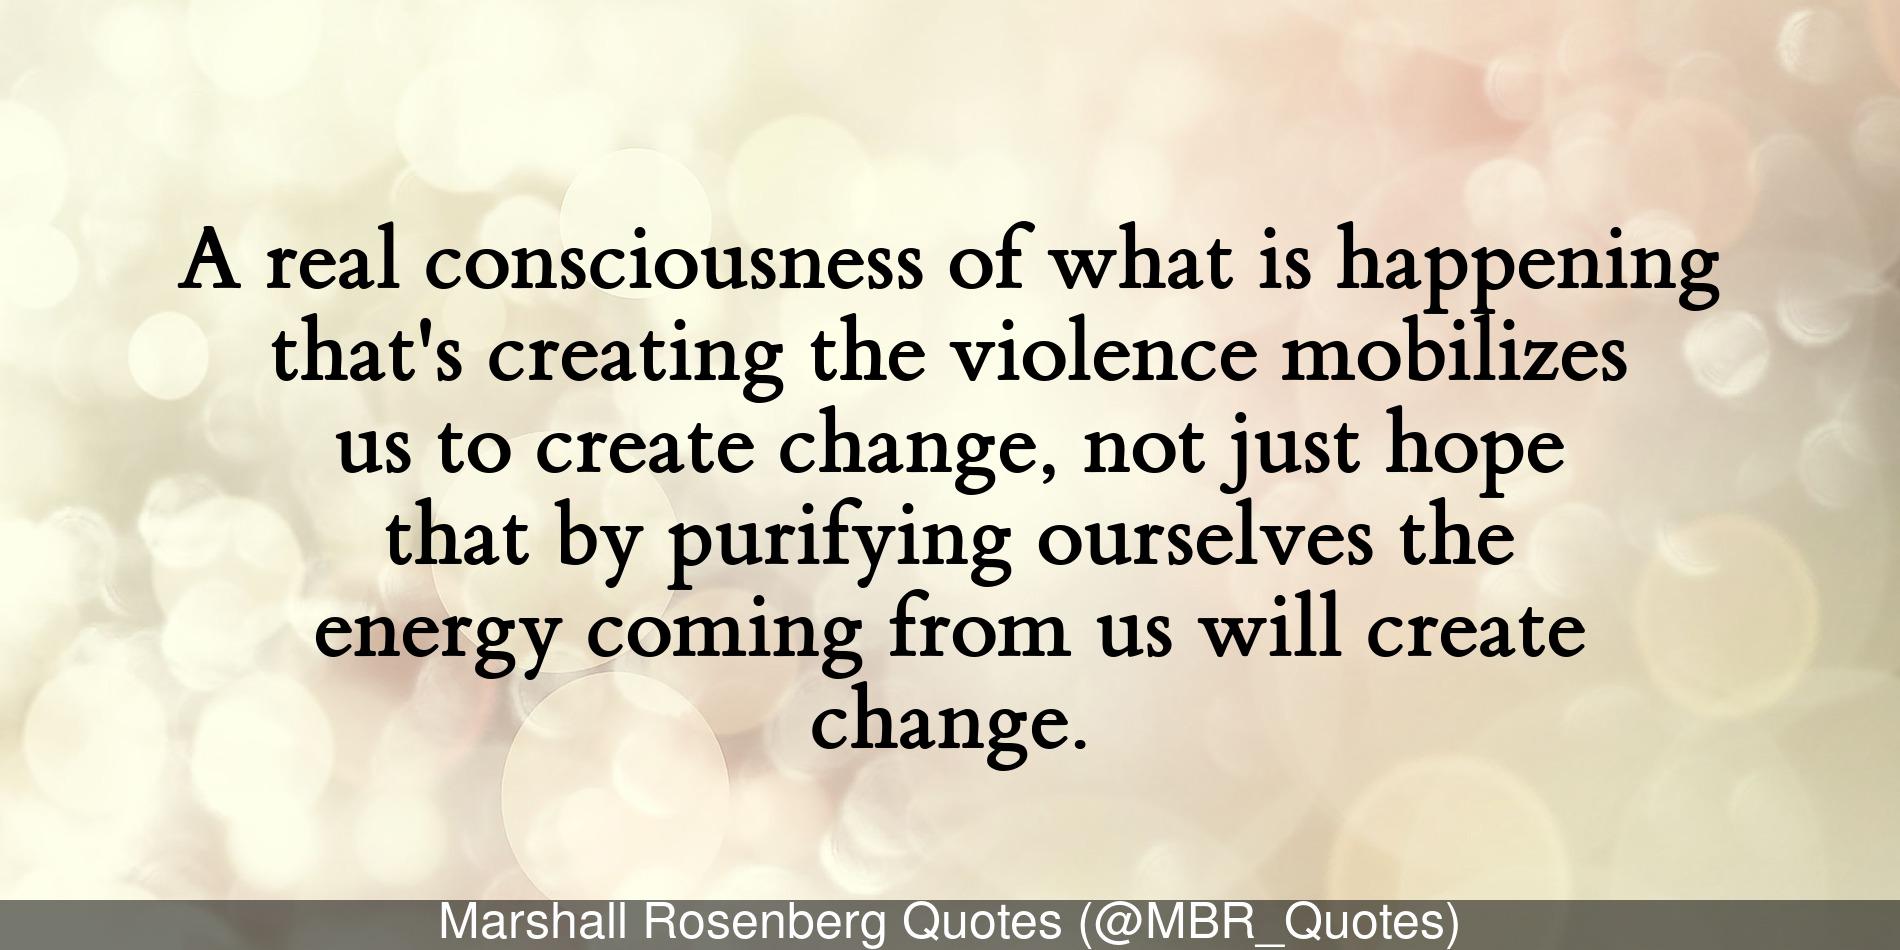 A real consciousness of what is happening
that's creating the violence mobilizes
us to create change, not just hope
that by purifying ourselves the
energy coming from us will create
change.
Marshall Rosenberg Quotes (@MBR_Quotes)